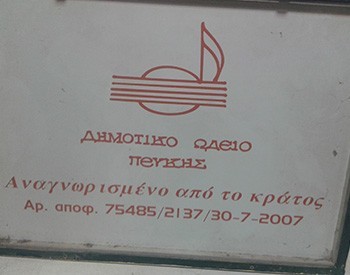 ΔΗΜΟΤΙΚΟ ΩΔΕΙΟ
ΠΕΥΚΗΣ
Αναγνωρισμένο από το κράτος
Αρ. αποφ. 75485/2137/30-7-2007